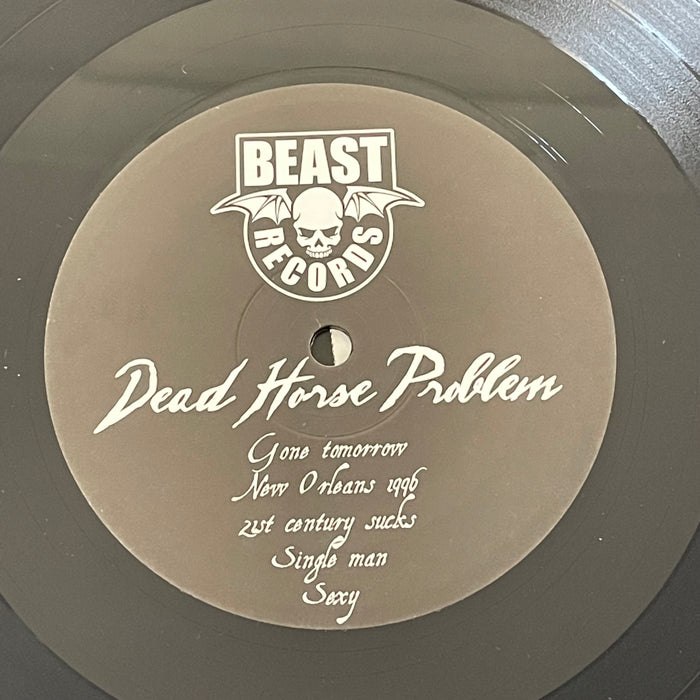 BEAST
RECORDS
Dead Horse Problem
Gone tomorrow
New Orleans 1996
21st century sucks
Single man
Sexy